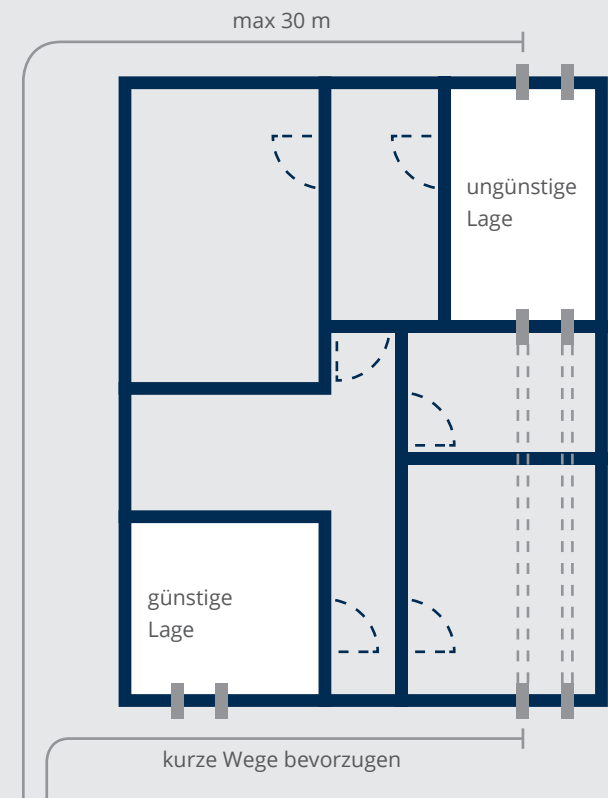 max 30 m
ungünstige
Lage
günstige
Lage
kurze Wege bevorzugen